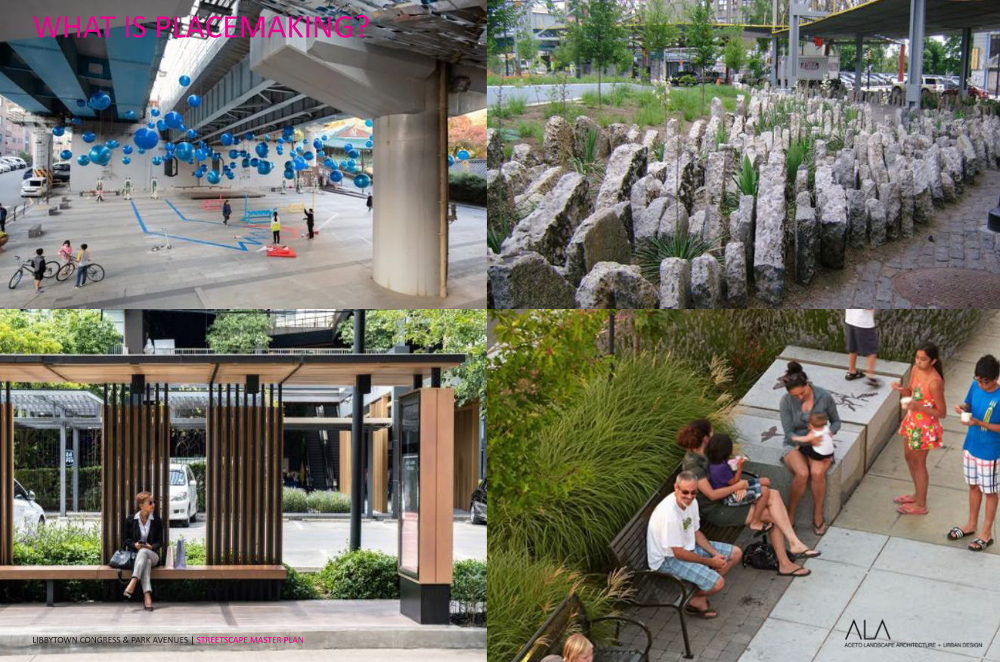 WHAT IS PLACEMAKING?
LIBBYTOWN CONGRESS & PARK AVENUES | STREETSCAPE MASTER PLAN
ALA
ACETO LANDSCAPE ARCHITECTURE + URBAN DESIGN